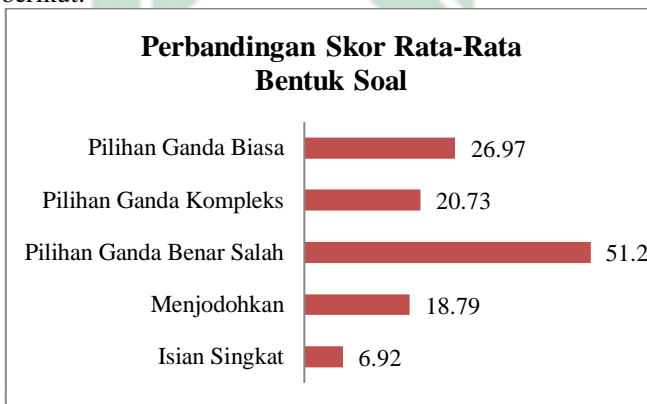 Perbandingan Skor Rata-Rata
Bentuk Soal
Pilihan Ganda Biasa 26.97
Pilihan Ganda Kompleks 20.73
Pilihan Ganda Benar Salah 51.2
Menjodohkan 18.79
Isian Singkat 6.92